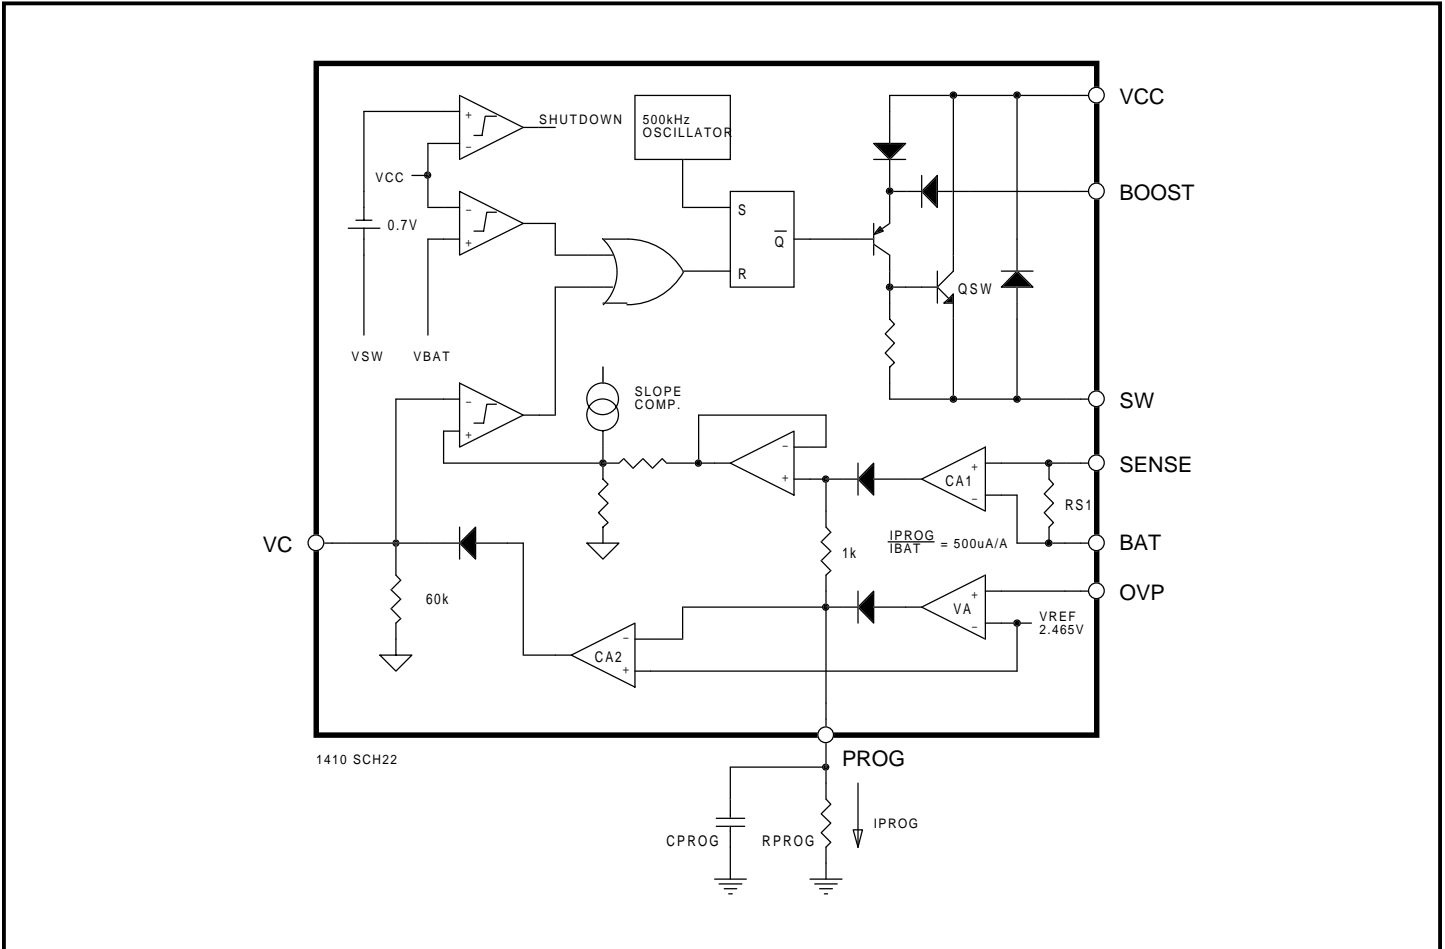 VCC
SHUTDOWN
500kHz
OSCILLATOR
+
−
VCC
BOOST
−
0.7V
+
S
Q̅
R
QSW
VSW
VBAT
SLOPE
COMP.
SW
−
+
−
+
SENSE
+
CA1
−
RS1
IPROG
IBAT
= 500uA/A
BAT
VC
1k
60k
OVP
+
VA
−
VREF
2.465V
−
CA2
+
1410 SCH22
PROG
IPROG
CPROG
RPROG